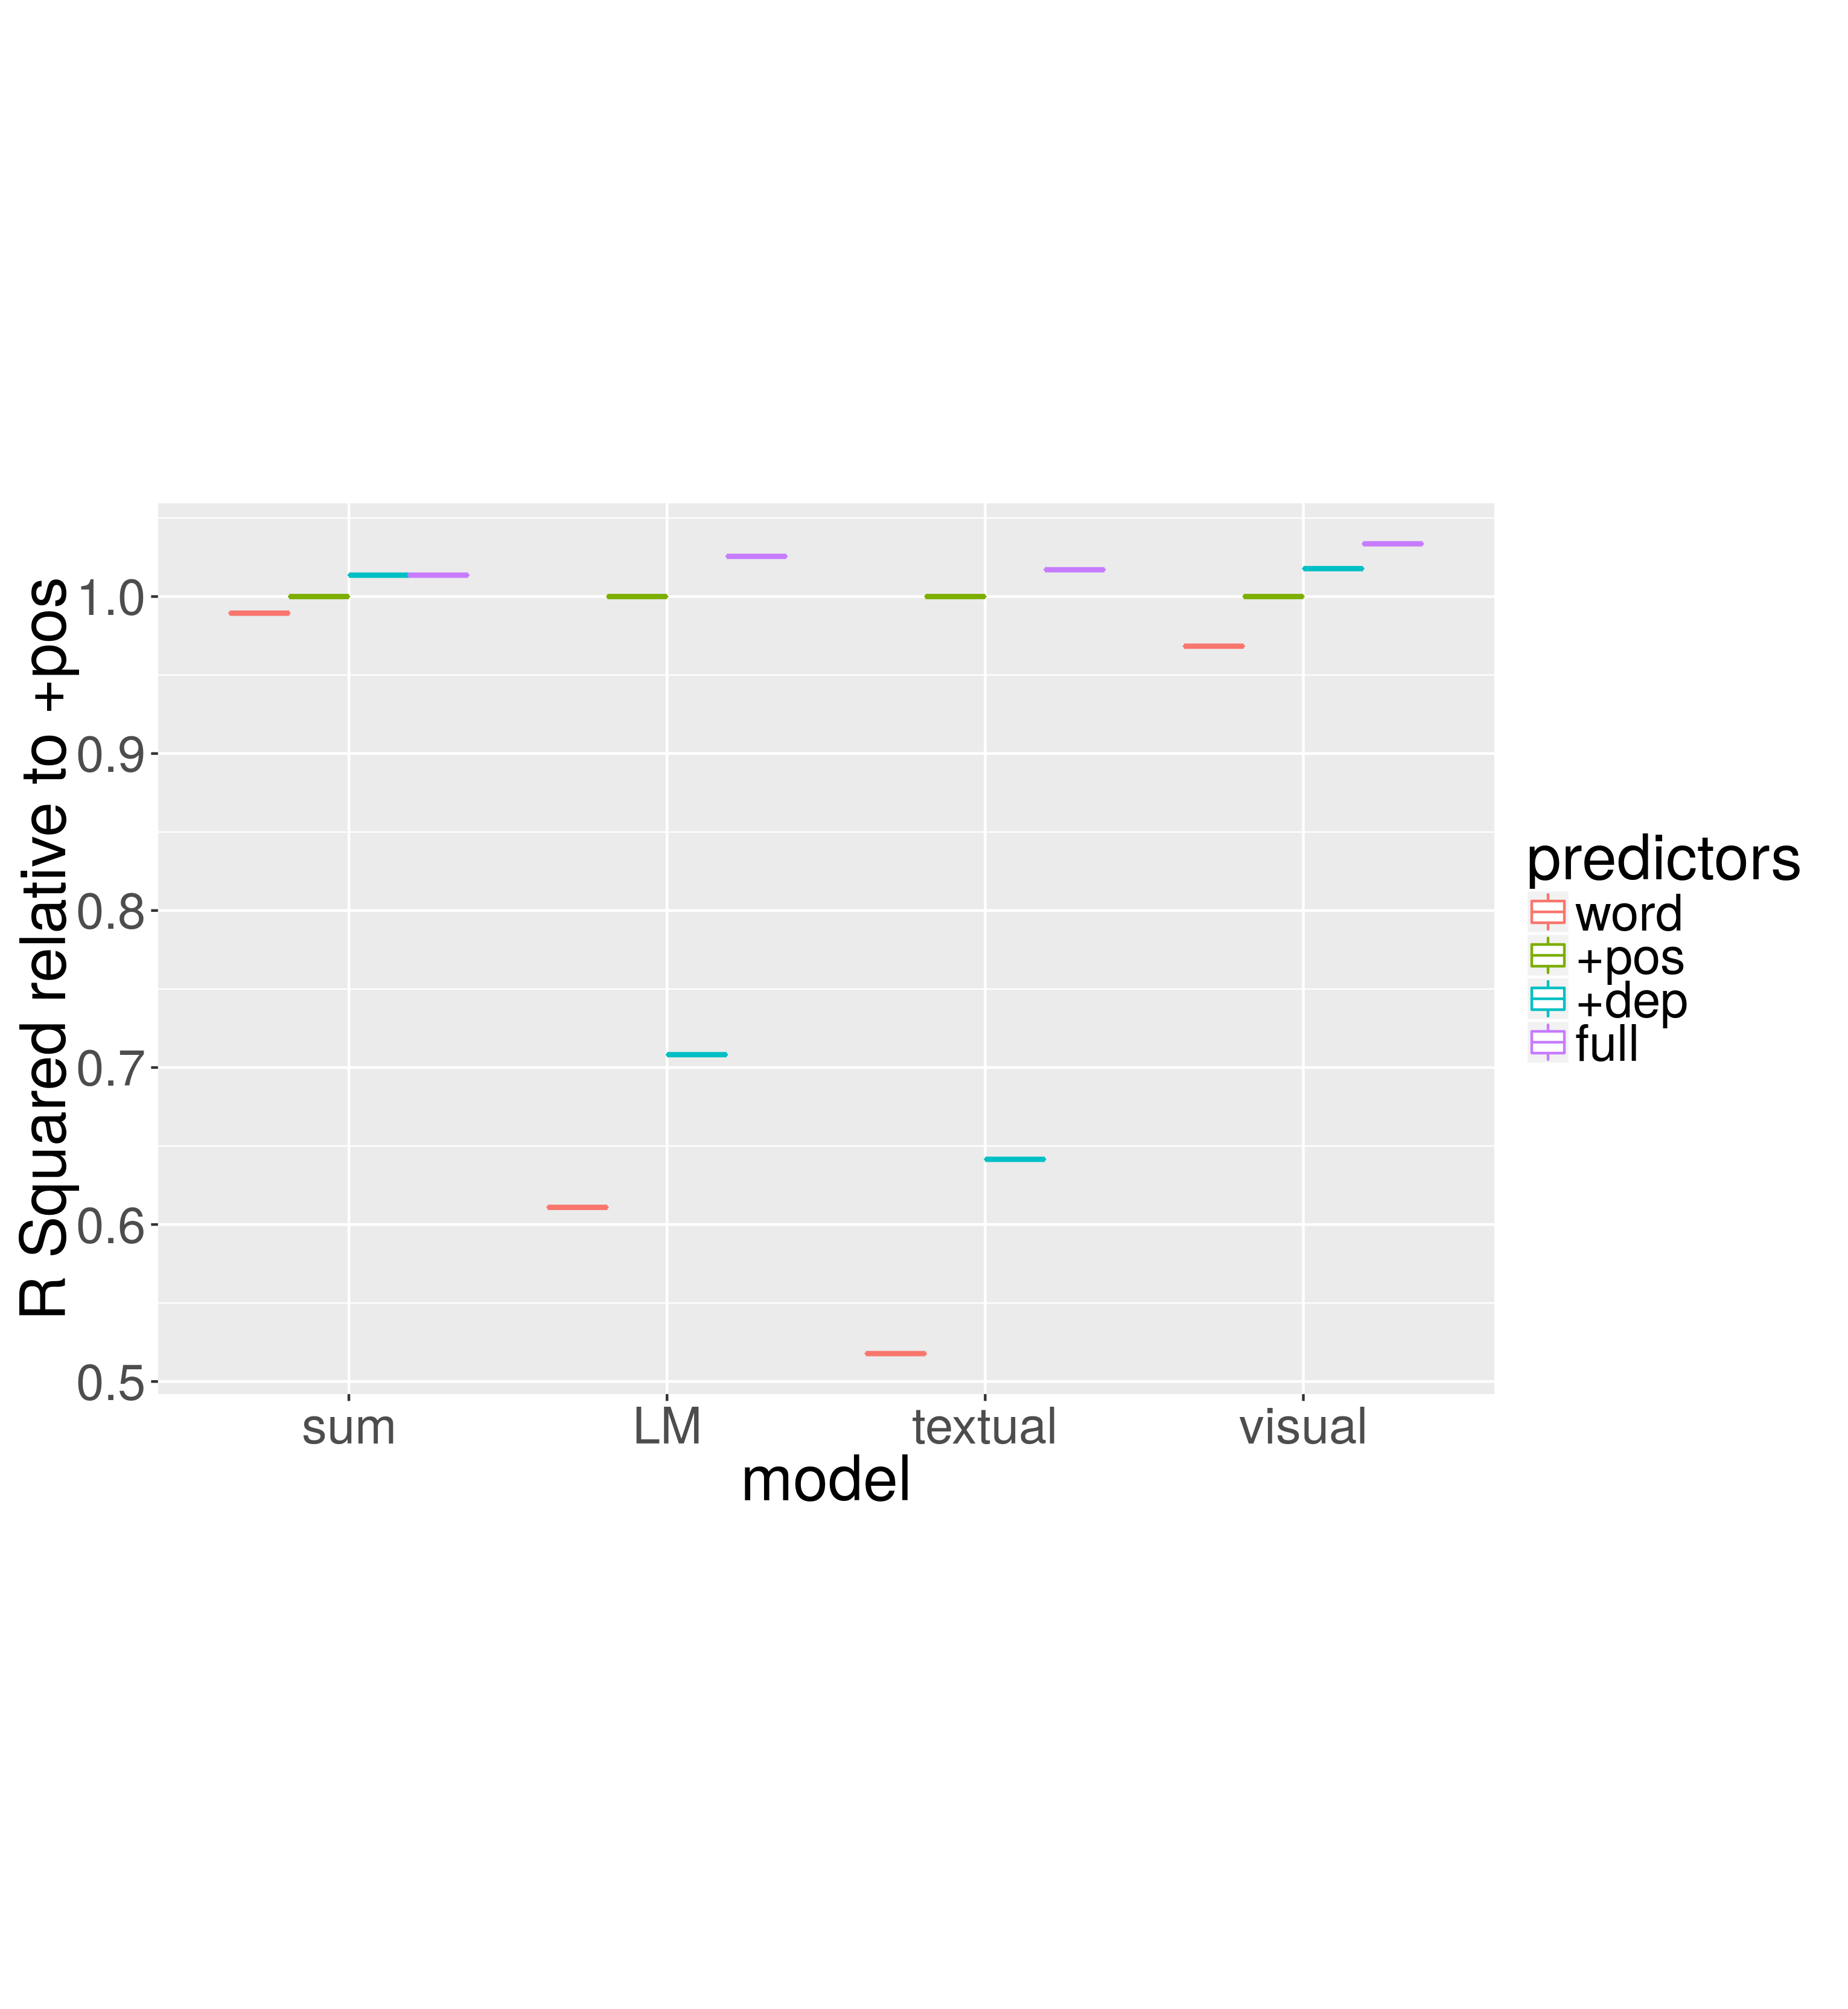 R Squared relative to +pos
1.0
0.9
0.8
0.7
0.6
0.5
sum LM textual visual
model
predictors
word
+pos
+dep
full